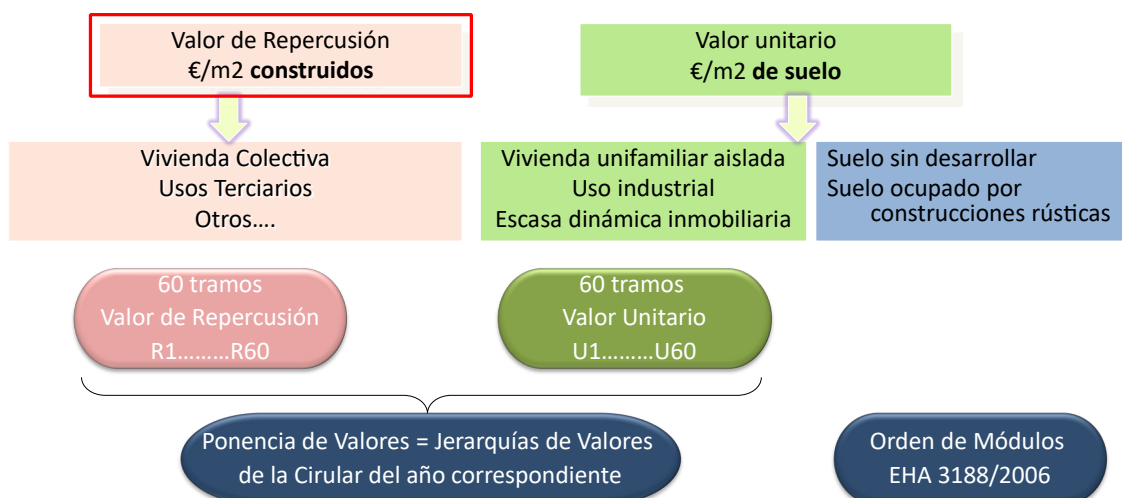 Valor de Repercusión
€/m2 construidos
Valor unitario
€/m2 de suelo
Vivienda Colectiva
Usos Terciarios
Otros....
Vivienda unifamiliar aislada
Uso industrial
Escasa dinámica inmobiliaria
Suelo sin desarrollar
Suelo ocupado por
construcciones rústicas
60 tramos
Valor de Repercusión
R1.........R60
60 tramos
Valor Unitario
U1.........U60
Ponencia de Valores = Jerarquías de Valores
de la Cirular del año correspondiente
Orden de Módulos
EHA 3188/2006